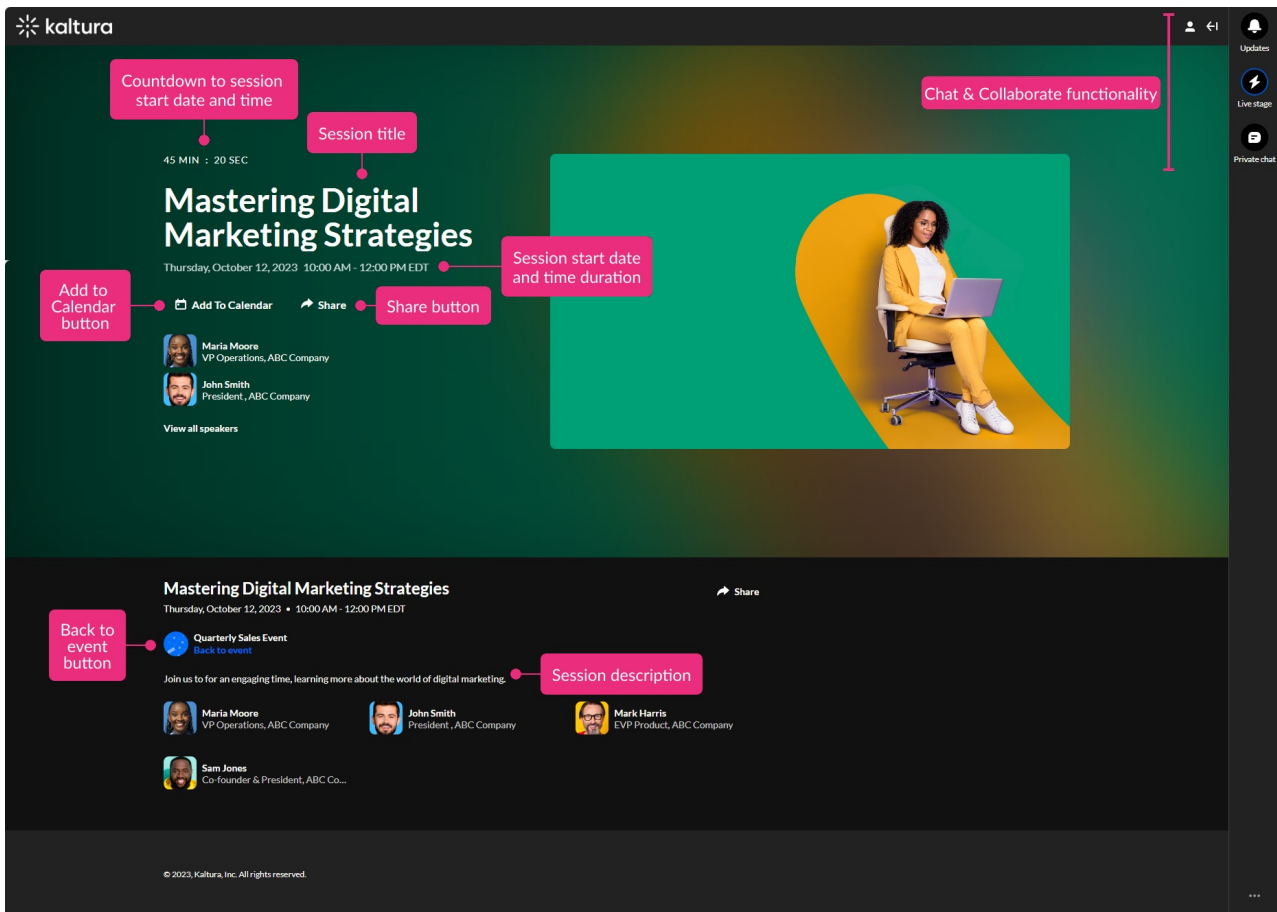 kaltura
Updates
Countdown to session
start date and time
Chat & Collaborate functionality
Live stage
Session title
Private chat
45 MIN : 20 SEC
Mastering Digital
Marketing Strategies
Session start date
and time duration
Thursday, October 12, 2023 10:00 AM - 12:00 PM EDT
Add to
Calendar
button
Add To Calendar
Share
Share button
Maria Moore
VP Operations, ABC Company
John Smith
President , ABC Company
View all speakers
Mastering Digital Marketing Strategies
Share
Thursday, October 12, 2023 • 10:00 AM - 12:00 PM EDT
Back to
event
button
Quarterly Sales Event
Back to event
Join us to for an engaging time, learning more about the world of digital marketing.
Session description
Maria Moore
VP Operations, ABC Company
John Smith
President , ABC Company
Mark Harris
EVP Product, ABC Company
Sam Jones
Co-founder & President, ABC Co...
© 2023, Kaltura, Inc. All rights reserved.